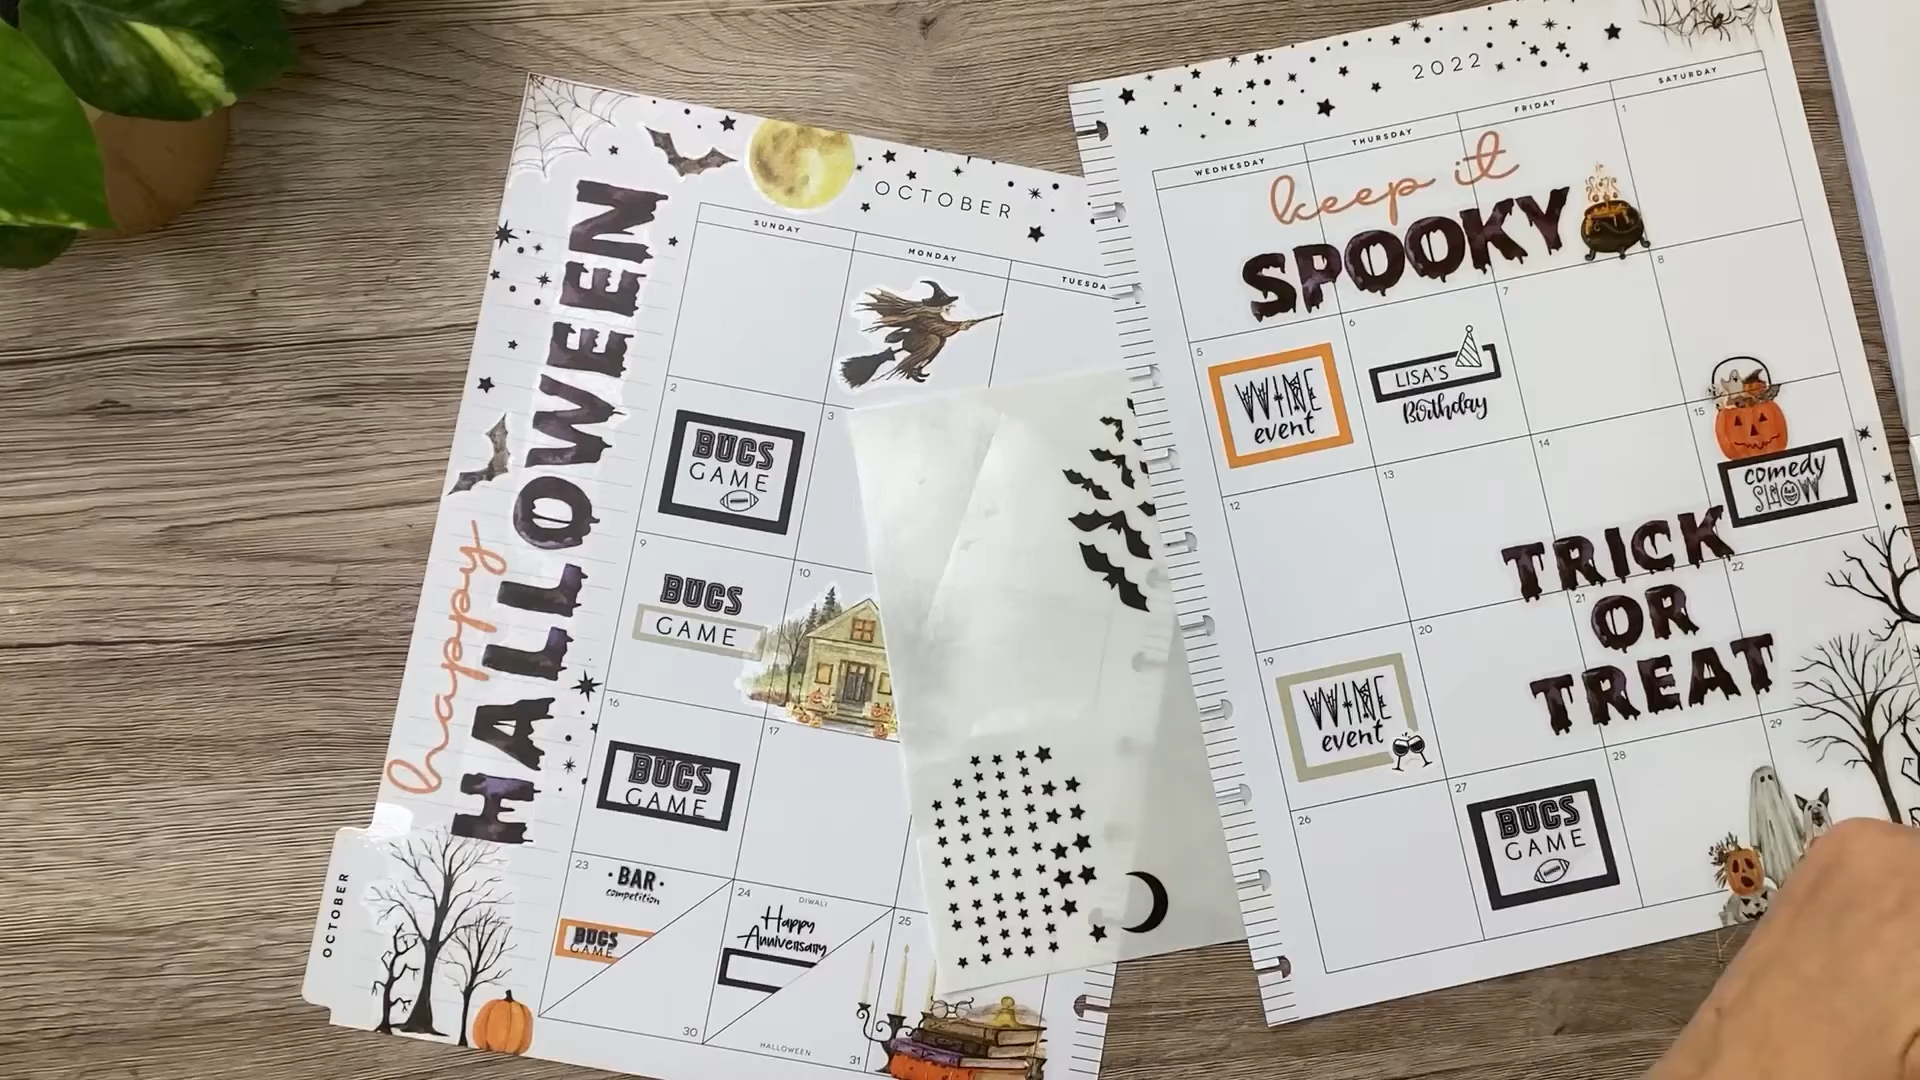 OCTOBER
SUNDAY
MONDAY
TUESDA
happy
HALLOWEEN
OCTOBER
2
3
BUCS
GAME
9
10
BUCS
GAME
16
17
BUCS
GAME
23
BAR
competition
BUCS
GAME
30
24
DIWALI
Happy
Anniversary
HALLOWEEN
31
25
2022
WEDNESDAY
THURSDAY
FRIDAY
SATURDAY
1
keep it
SPOOKY
5
WINE
event
6
LISA'S
Birthday
7
8
12
13
14
15
comedy
SHOW
TRICK
OR
TREAT
19
WINE
event
20
21
22
26
27
BUCS
GAME
28
29